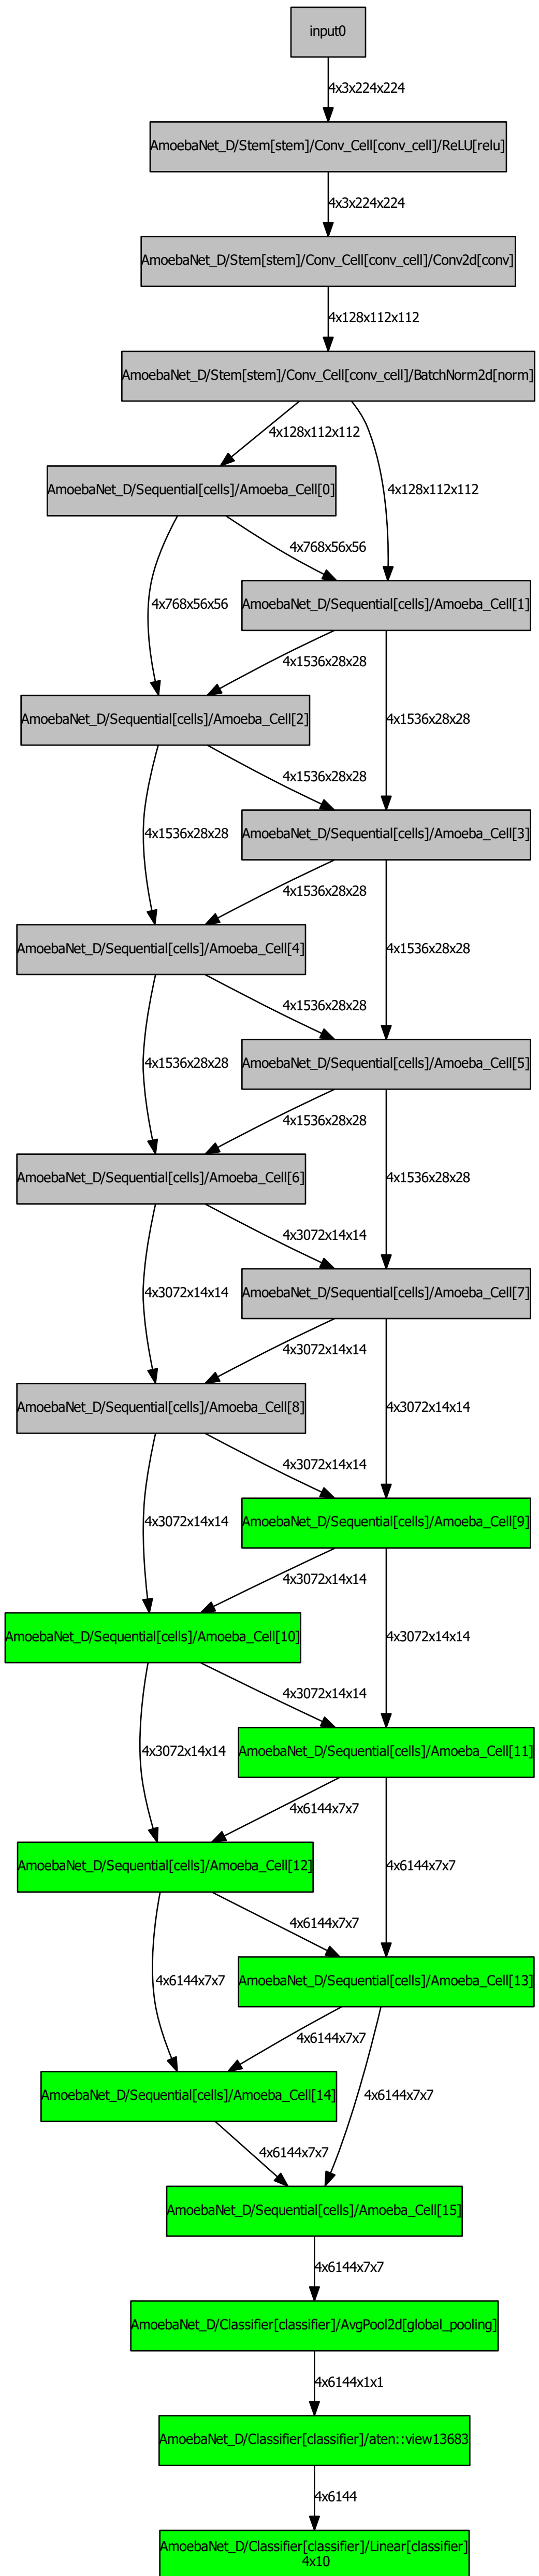 input0
4x3x224x224
AmoebaNet_D/Stem[stem]/Conv_Cell[conv_cell]/ReLU[relu]
4x3x224x224
AmoebaNet_D/Stem[stem]/Conv_Cell[conv_cell]/Conv2d[conv]
4x128x112x112
AmoebaNet_D/Stem[stem]/Conv_Cell[conv_cell]/BatchNorm2d[norm]
4x128x112x112
AmoebaNet_D/Sequential[cells]/Amoeba_Cell[0]
4x128x112x112
4x768x56x56
4x768x56x56
AmoebaNet_D/Sequential[cells]/Amoeba_Cell[1]
4x1536x28x28
AmoebaNet_D/Sequential[cells]/Amoeba_Cell[2]
4x1536x28x28
4x1536x28x28
AmoebaNet_D/Sequential[cells]/Amoeba_Cell[3]
4x1536x28x28
4x1536x28x28
AmoebaNet_D/Sequential[cells]/Amoeba_Cell[4]
4x1536x28x28
4x1536x28x28
AmoebaNet_D/Sequential[cells]/Amoeba_Cell[5]
4x1536x28x28
4x1536x28x28
AmoebaNet_D/Sequential[cells]/Amoeba_Cell[6]
4x1536x28x28
4x3072x14x14
AmoebaNet_D/Sequential[cells]/Amoeba_Cell[7]
4x3072x14x14
4x3072x14x14
AmoebaNet_D/Sequential[cells]/Amoeba_Cell[8]
4x3072x14x14
4x3072x14x14
AmoebaNet_D/Sequential[cells]/Amoeba_Cell[9]
4x3072x14x14
4x3072x14x14
AmoebaNet_D/Sequential[cells]/Amoeba_Cell[10]
4x3072x14x14
4x3072x14x14
AmoebaNet_D/Sequential[cells]/Amoeba_Cell[11]
4x3072x14x14
4x6144x7x7
AmoebaNet_D/Sequential[cells]/Amoeba_Cell[12]
4x6144x7x7
4x6144x7x7
AmoebaNet_D/Sequential[cells]/Amoeba_Cell[13]
4x6144x7x7
4x6144x7x7
AmoebaNet_D/Sequential[cells]/Amoeba_Cell[14]
4x6144x7x7
4x6144x7x7
AmoebaNet_D/Sequential[cells]/Amoeba_Cell[15]
4x6144x7x7
AmoebaNet_D/Classifier[classifier]/AvgPool2d[global_pooling]
4x6144x1x1
AmoebaNet_D/Classifier[classifier]/aten::view13683
4x6144
AmoebaNet_D/Classifier[classifier]/Linear[classifier]
4x10